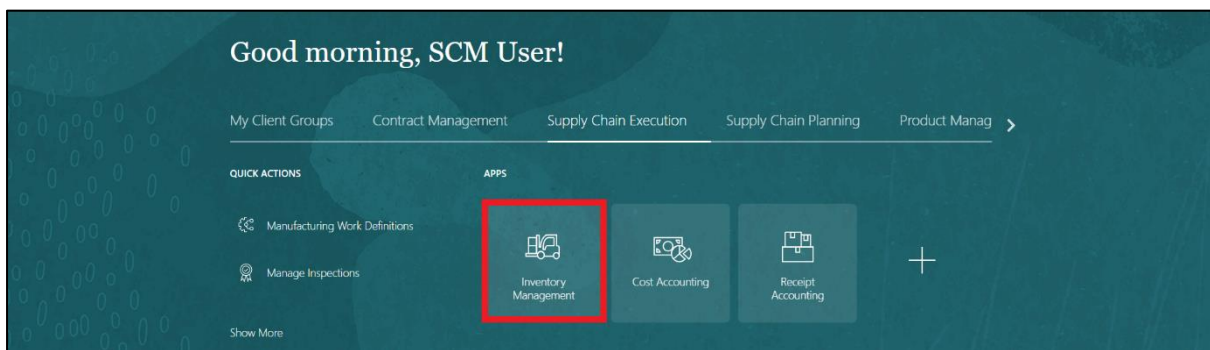 Good morning, SCM User!
My Client Groups Contract Management Supply Chain Execution Supply Chain Planning Product Manag
QUICK ACTIONS
Manufacturing Work Definitions
Manage Inspections
Show More
APPS
Inventory
Management
Cost Accounting
Receipt
Accounting